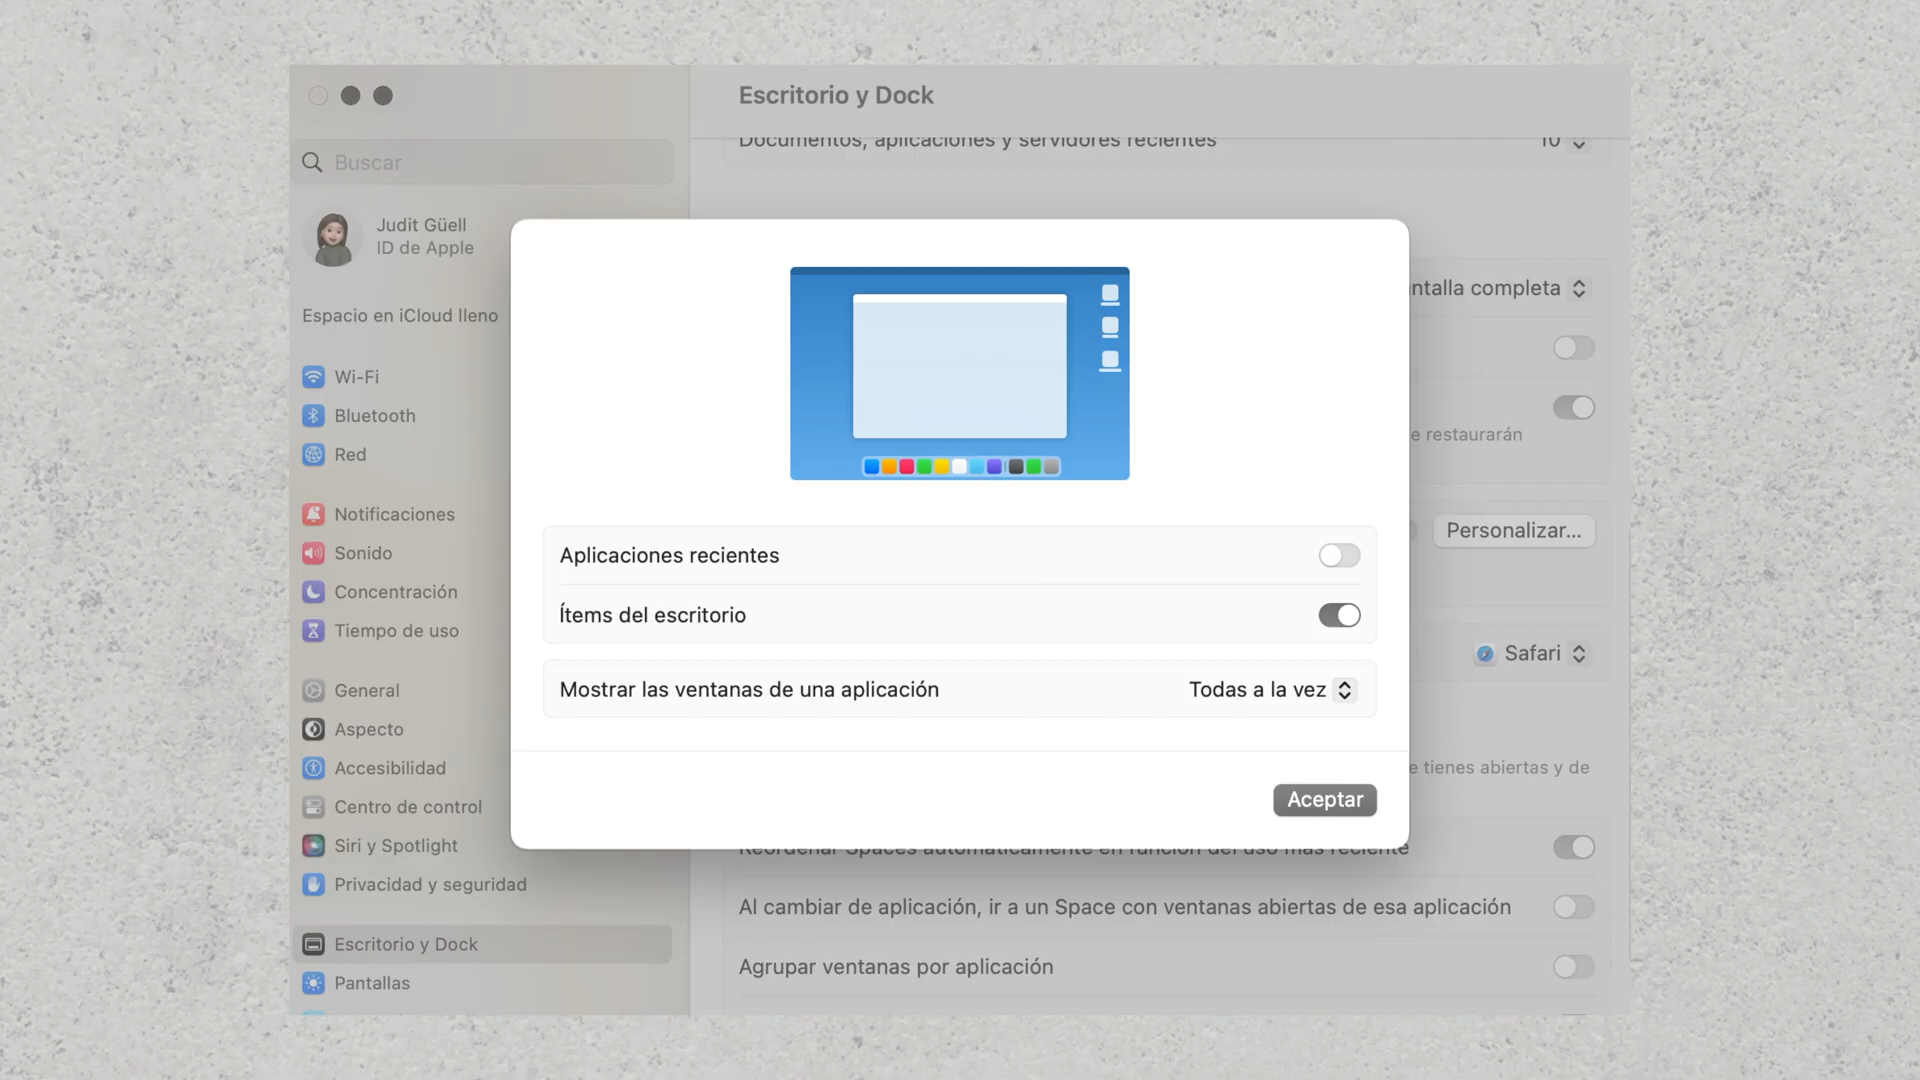 Escritorio y Dock
Buscar
Documentos, aplicaciones y servidores recientes
10
Judit Güell
ID de Apple
Espacio en iCloud lleno
Wi-Fi
Bluetooth
Red
Notificaciones
Sonido
Concentración
Tiempo de uso
General
Aspecto
Accesibilidad
Centro de control
Siri y Spotlight
Privacidad y seguridad
Escritorio y Dock
Pantallas
Aplicaciones recientes
Ítems del escritorio
Mostrar las ventanas de una aplicación
Todas a la vez
Aceptar
ntalla completa
e restaurarán
Personalizar...
Safari
e tienes abiertas y de
Reordenar Spaces automáticamente en función del uso más reciente
Al cambiar de aplicación, ir a un Space con ventanas abiertas de esa aplicación
Agrupar ventanas por aplicación